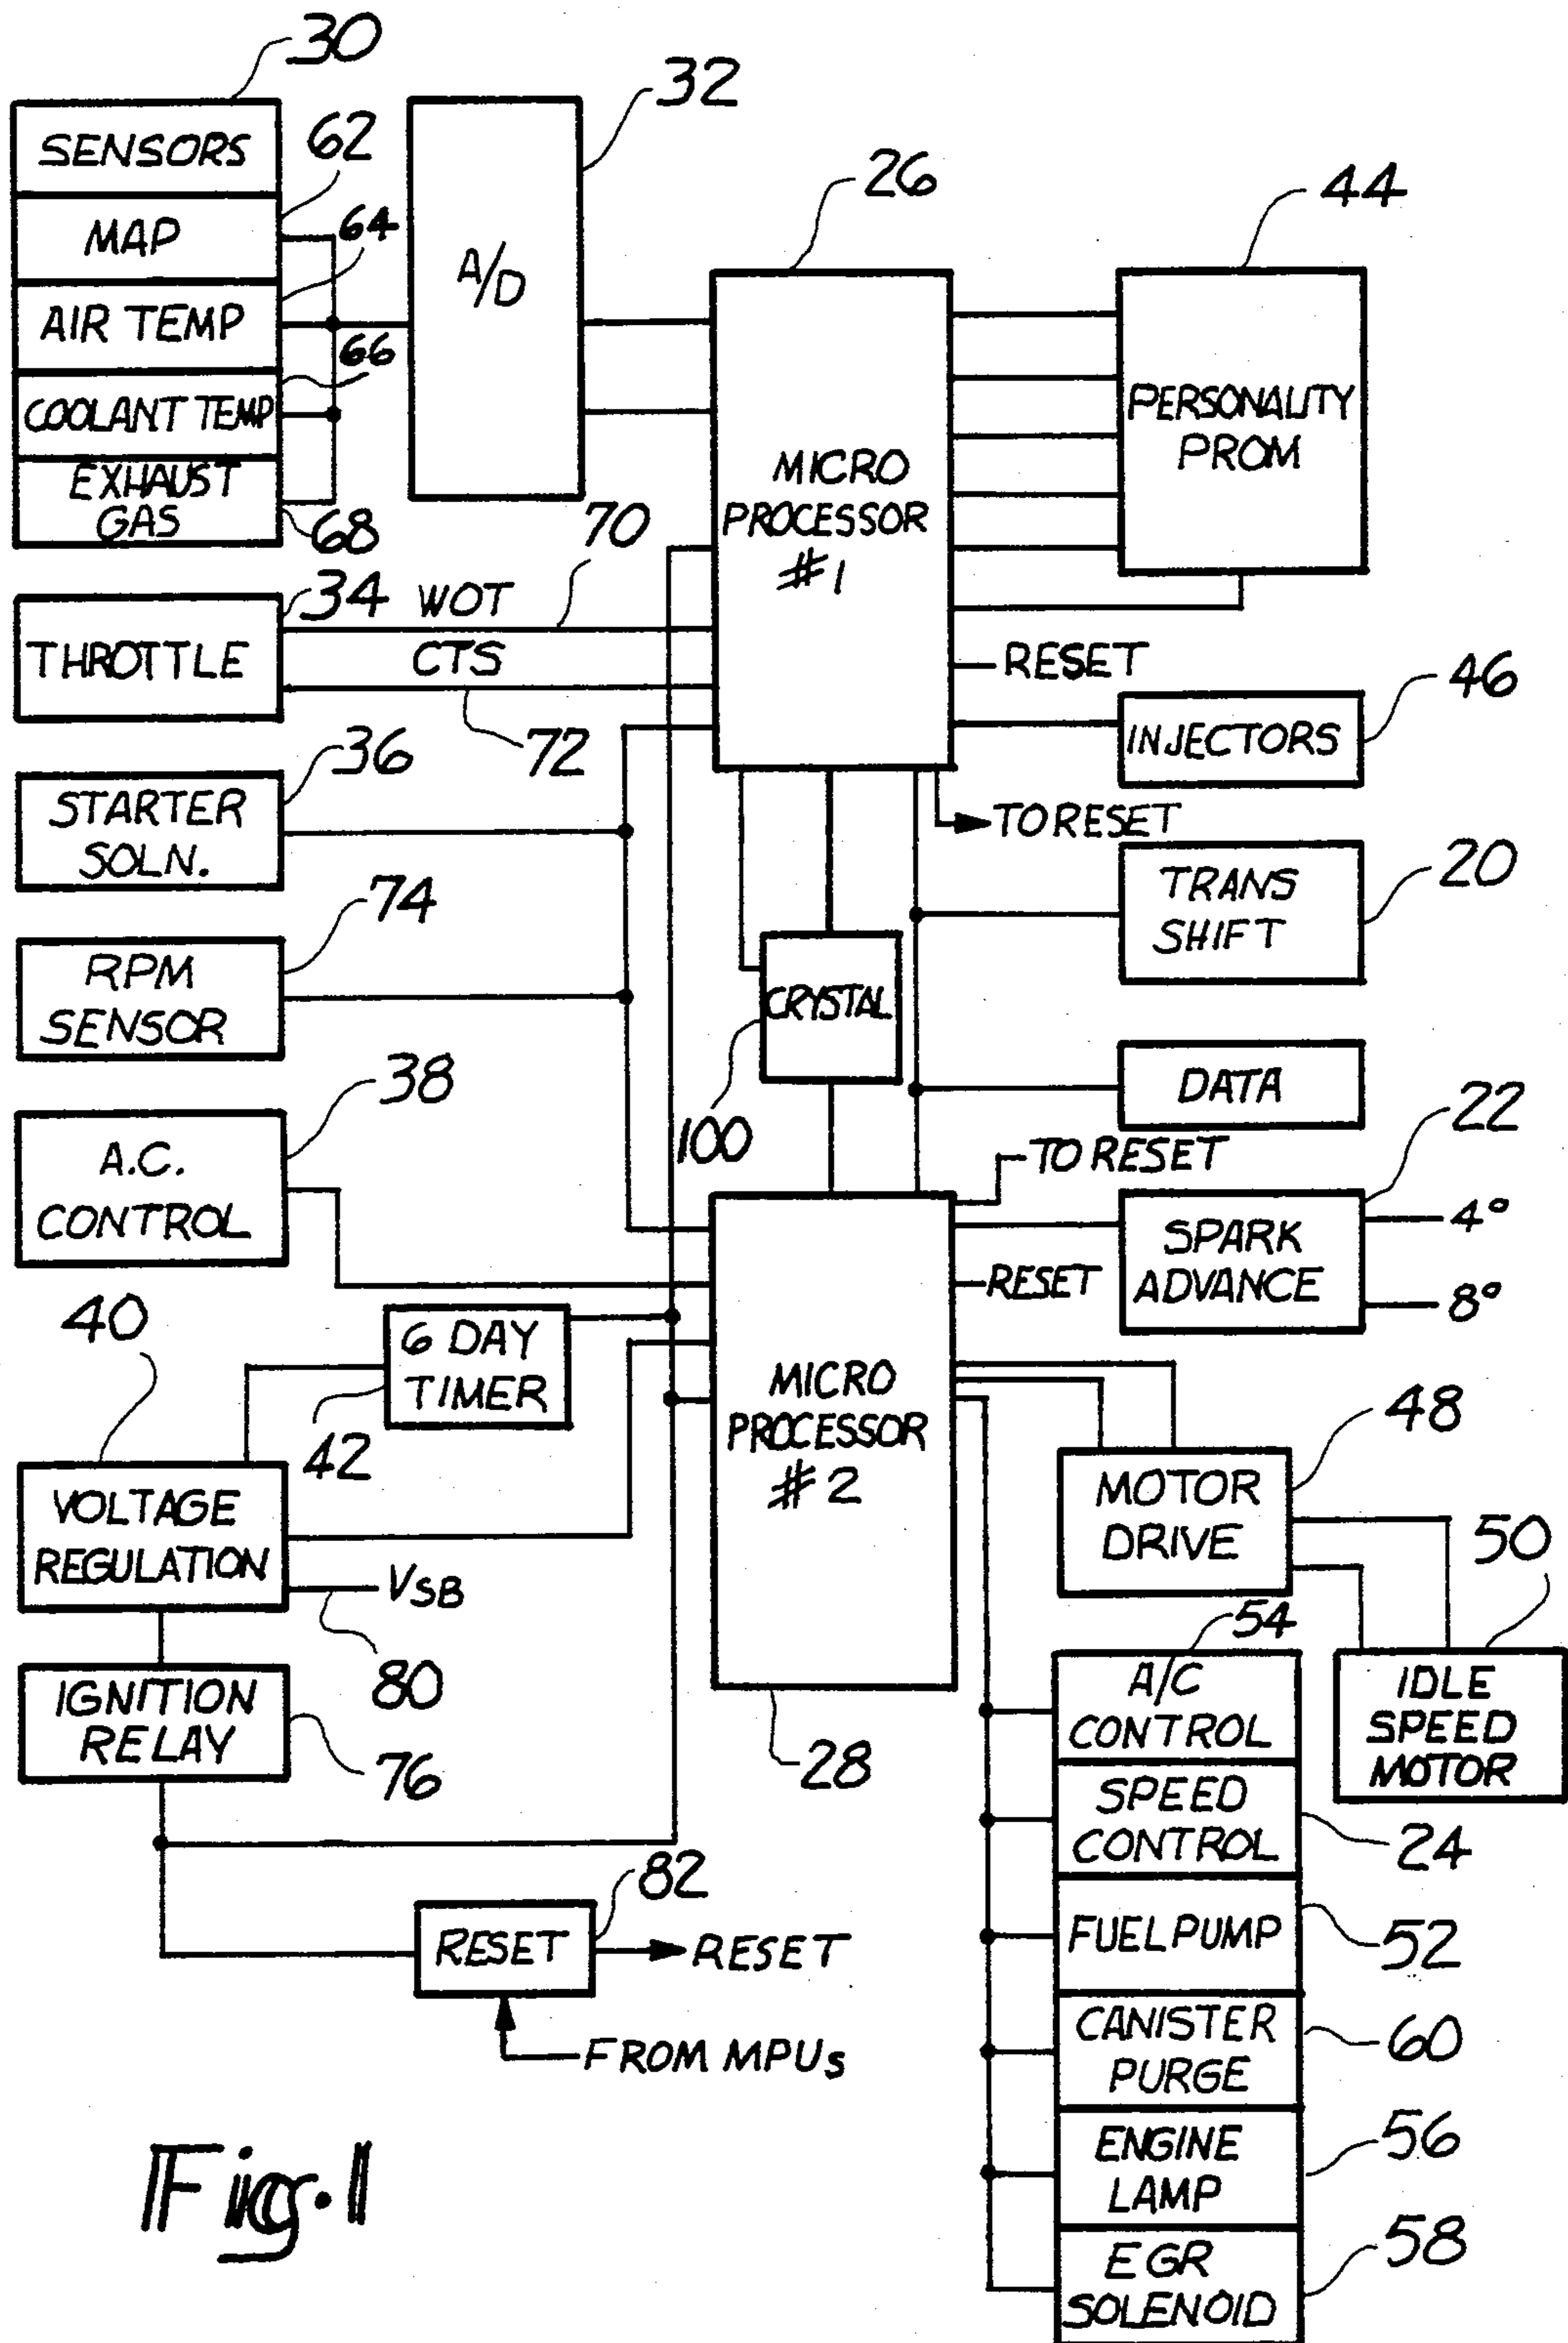 30
SENSORS
62
MAP
64
AIR TEMP
66
COOLANT TEMP
EXHAUST
GAS
68
32
A/D
26
MICRO
PROCESSOR
#1
44
PERSONALITY
PROM
70
34
WOT
THROTTLE
CTS
72
RESET
46
INJECTORS
36
STARTER
SOLN.
TO RESET
20
TRANS
SHIFT
74
RPM
SENSOR
CRYSTAL
100
DATA
38
A.C.
CONTROL
TO RESET
22
SPARK
ADVANCE
4°
8°
RESET
40
6 DAY
TIMER
42
MICRO
PROCESSOR
#2
48
MOTOR
DRIVE
VOLTAGE
REGULATION
VSB
80
50
IDLE
SPEED
MOTOR
IGNITION
RELAY
76
28
54
A/C
CONTROL
SPEED
CONTROL
24
82
RESET
RESET
FROM MPUs
FUEL PUMP
52
CANISTER
PURGE
60
ENGINE
LAMP
56
EGR
SOLENOID
58
Fig. 1